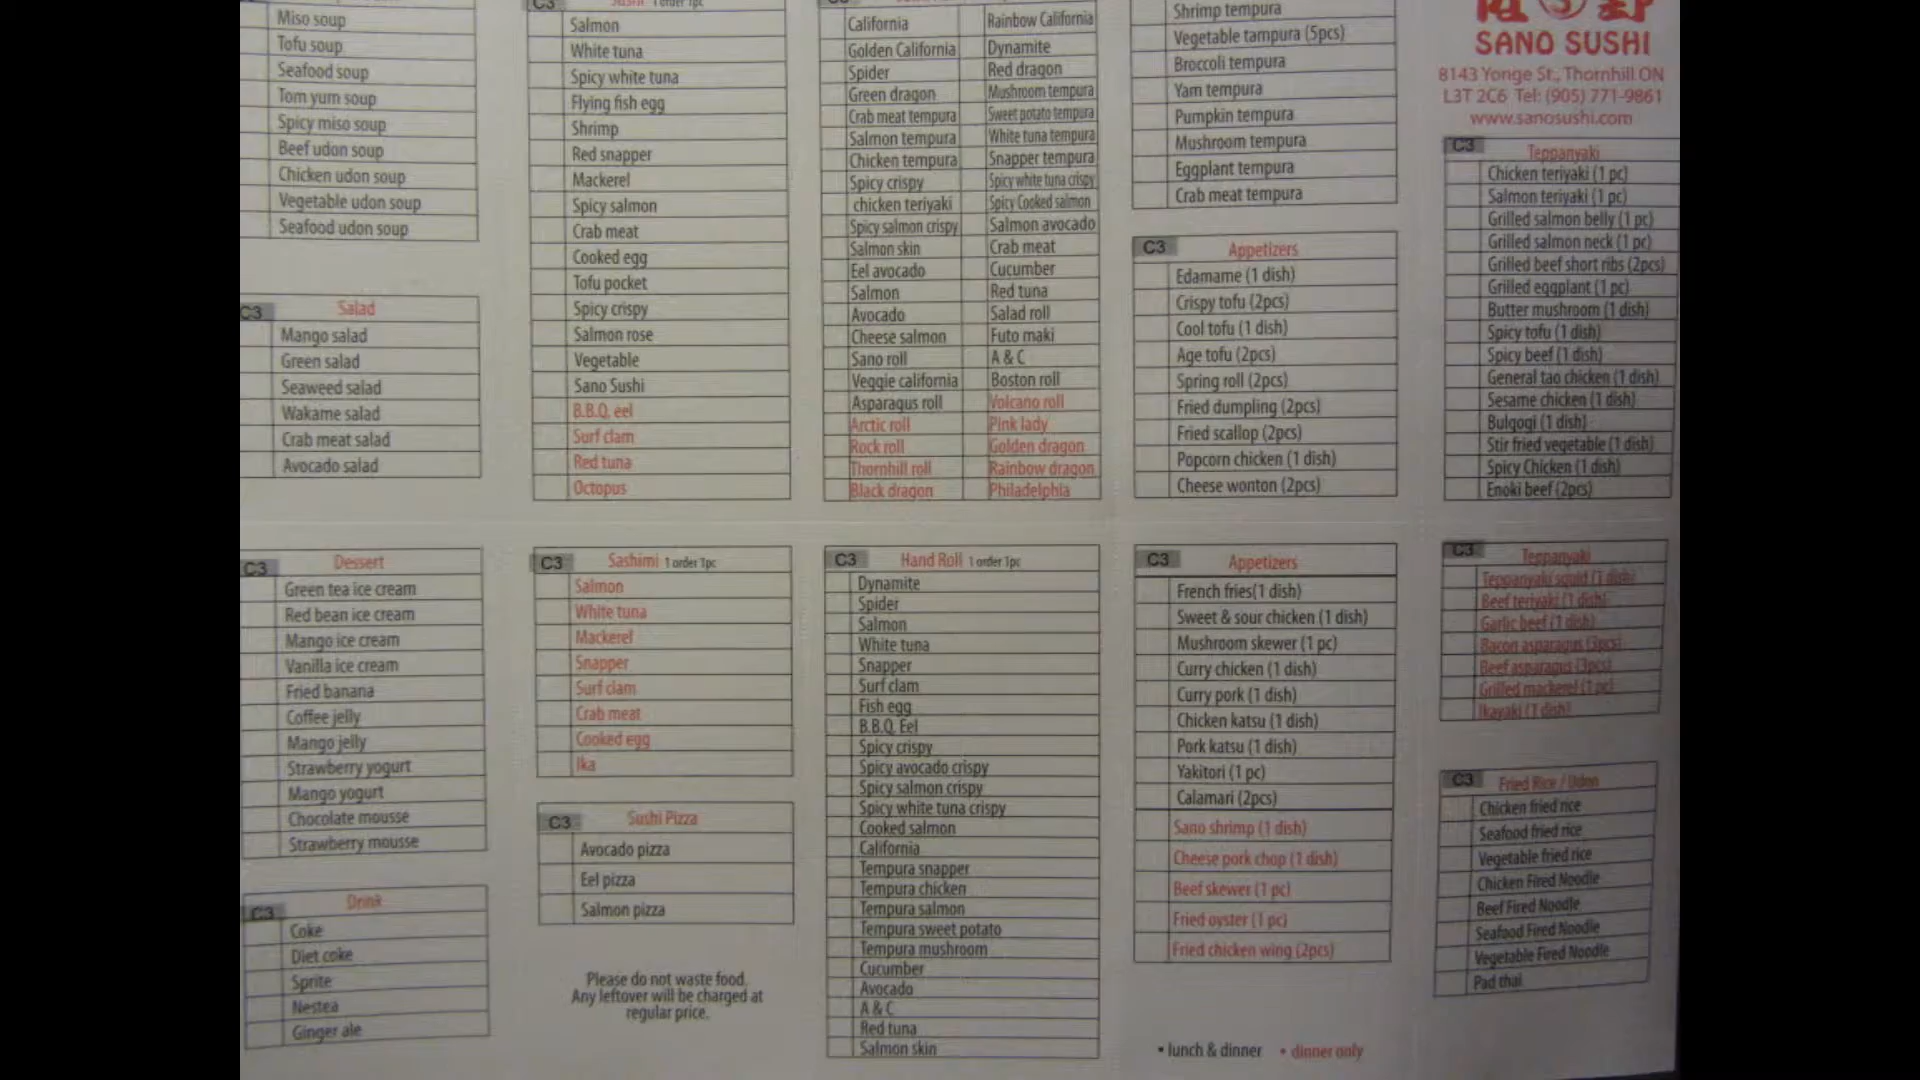 Miso soup
Tofu soup
Seafood soup
Tom yum soup
Spicy miso soup
Beef udon soup
Chicken udon soup
Vegetable udon soup
Seafood udon soup
C3 Salad
Mango salad
Green salad
Seaweed salad
Wakame salad
Crab meat salad
Avocado salad
C3 Dessert
Green tea ice cream
Red bean ice cream
Mango ice cream
Vanilla ice cream
Fried banana
Coffee jelly
Mango jelly
Strawberry yogurt
Mango yogurt
Chocolate mousse
Strawberry mousse
C3 Drink
Coke
Diet coke
Sprite
Nestea
Ginger ale
C3 Sushi 1 order 1pc
Salmon
White tuna
Spicy white tuna
Flying fish egg
Shrimp
Red snapper
Mackerel
Spicy salmon
Crab meat
Cooked egg
Tofu pocket
Spicy crispy
Salmon rose
Vegetable
Sano Sushi
B.B.Q. eel
Surf clam
Red tuna
Octopus
C3 Sashimi 1 order 1pc
Salmon
White tuna
Mackerel
Snapper
Surf clam
Crab meat
Cooked egg
Ika
C3 Sushi Pizza
Avocado pizza
Eel pizza
Salmon pizza
Please do not waste food.
Any leftover will be charged at
regular price.
California Rainbow California
Golden California Dynamite
Spider Red dragon
Green dragon Mushroom tempura
Crab meat tempura Sweet potato tempura
Salmon tempura White tuna tempura
Chicken tempura Snapper tempura
Spicy crispy Spicy white tuna crispy
chicken teriyaki Spicy Cooked salmon
Spicy salmon crispy Salmon avocado
Salmon skin Crab meat
Eel avocado Cucumber
Salmon Red tuna
Avocado Salad roll
Cheese salmon Futo maki
Sano roll A & C
Veggie california Boston roll
Asparagus roll Volcano roll
Arctic roll Pink lady
Rock roll Golden dragon
Thornhill roll Rainbow dragon
Black dragon Philadelphia
C3 Hand Roll 1 order 1pc
Dynamite
Spider
Salmon
White tuna
Snapper
Surf clam
Fish egg
B.B.Q. Eel
Spicy crispy
Spicy avocado crispy
Spicy salmon crispy
Spicy white tuna crispy
Cooked salmon
California
Tempura snapper
Tempura chicken
Tempura salmon
Tempura sweet potato
Tempura mushroom
Cucumber
Avocado
A & C
Red tuna
Salmon skin
Shrimp tempura
Vegetable tampura (5pcs)
Broccoli tempura
Yam tempura
Pumpkin tempura
Mushroom tempura
Eggplant tempura
Crab meat tempura
C3 Appetizers
Edamame (1 dish)
Crispy tofu (2pcs)
Cool tofu (1 dish)
Age tofu (2pcs)
Spring roll (2pcs)
Fried dumpling (2pcs)
Fried scallop (2pcs)
Popcorn chicken (1 dish)
Cheese wonton (2pcs)
C3 Appetizers
French fries(1 dish)
Sweet & sour chicken (1 dish)
Mushroom skewer (1 pc)
Curry chicken (1 dish)
Curry pork (1 dish)
Chicken katsu (1 dish)
Pork katsu (1 dish)
Yakitori (1 pc)
Calamari (2pcs)
Sano shrimp (1 dish)
Cheese pork chop (1 dish)
Beef skewer (1 pc)
Fried oyster (1 pc)
Fried chicken wing (2pcs)
• lunch & dinner • dinner only
SANO SUSHI
8143 Yonge St., Thornhill ON
L3T 2C6 Tel: (905) 771-9861
www.sanosushi.com
C3 Teppanyaki
Chicken teriyaki (1 pc)
Salmon teriyaki (1 pc)
Grilled salmon belly (1 pc)
Grilled salmon neck (1 pc)
Grilled beef short ribs (2pcs)
Grilled eggplant (1 pc)
Butter mushroom (1 dish)
Spicy tofu (1 dish)
Spicy beef (1 dish)
General tao chicken (1 dish)
Sesame chicken (1 dish)
Bulgogi (1 dish)
Stir fried vegetable (1 dish)
Spicy Chicken (1 dish)
Enoki beef (2pcs)
C3 Teppanyaki
Teppanyaki squid (1 dish)
Beef teriyaki (1 dish)
Garlic beef (1 dish)
Bacon asparagus (3pcs)
Beef asparagus (3pcs)
Grilled mackerel (1 pc)
Ikayaki (1 dish)
C3 Fried Rice / Udon
Chicken fried rice
Seafood fried rice
Vegetable fried rice
Chicken Fired Noodle
Beef Fired Noodle
Seafood Fired Noodle
Vegetable Fired Noodle
Pad thai